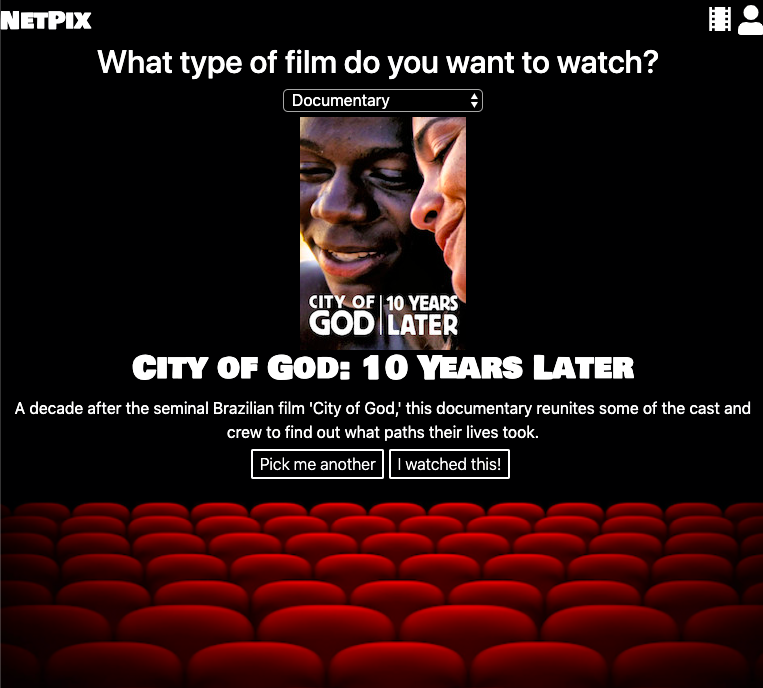 NetPix
What type of film do you want to watch?
Documentary
CITY OF
GOD
10 YEARS
LATER
City of God: 10 Years Later
A decade after the seminal Brazilian film 'City of God,' this documentary reunites some of the cast and
crew to find out what paths their lives took.
Pick me another
I watched this!